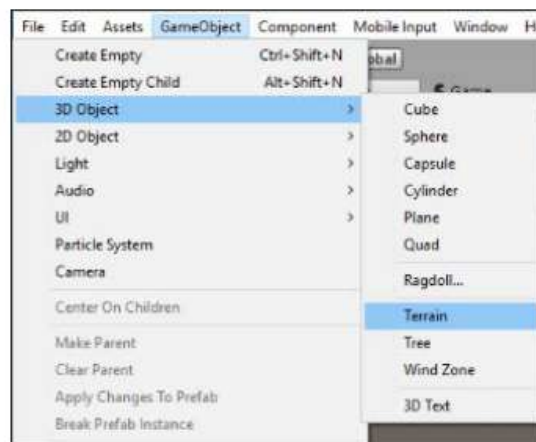 File Edit Assets GameObject Component Mobile Input Window H
Create Empty Ctrl+Shift+N
Create Empty Child Alt+Shift+N
3D Object >
2D Object >
Light >
Audio >
UI >
Particle System
Camera
Center On Children
Make Parent
Clear Parent
Apply Changes To Prefab
Break Prefab Instance
obal
Game
Cube
Sphere
Capsule
Cylinder
Plane
Quad
Ragdoll...
Terrain
Tree
Wind Zone
3D Text